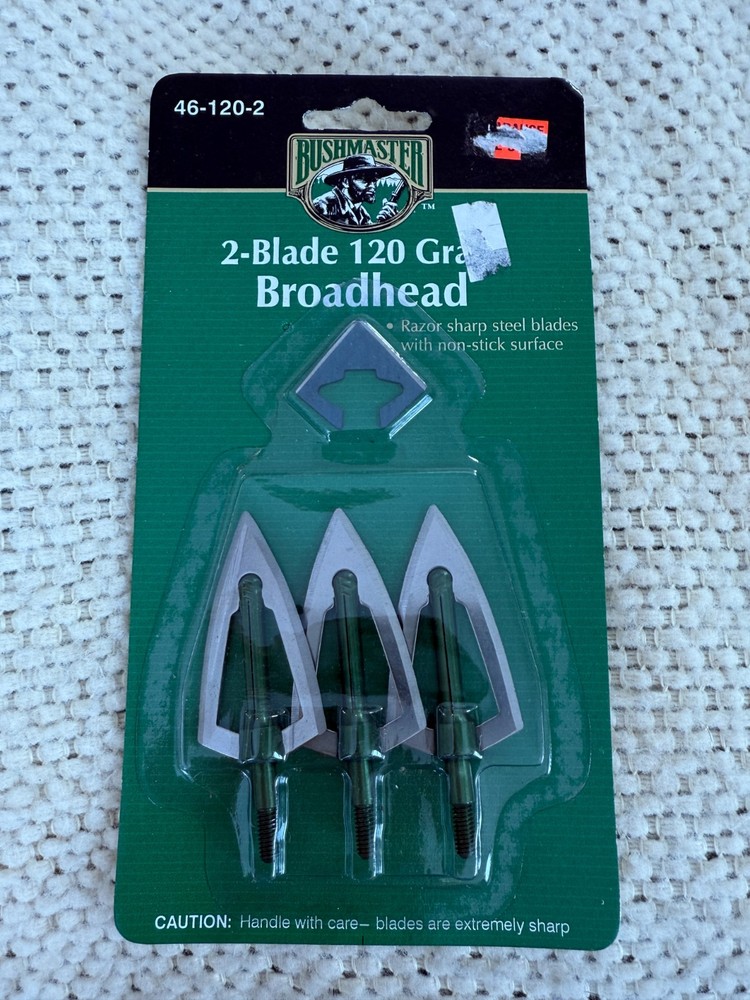 46-120-2
BUSHMASTER
™
2-Blade 120 Gra
Broadhead
• Razor sharp steel blades
with non-stick surface
CAUTION: Handle with care– blades are extremely sharp